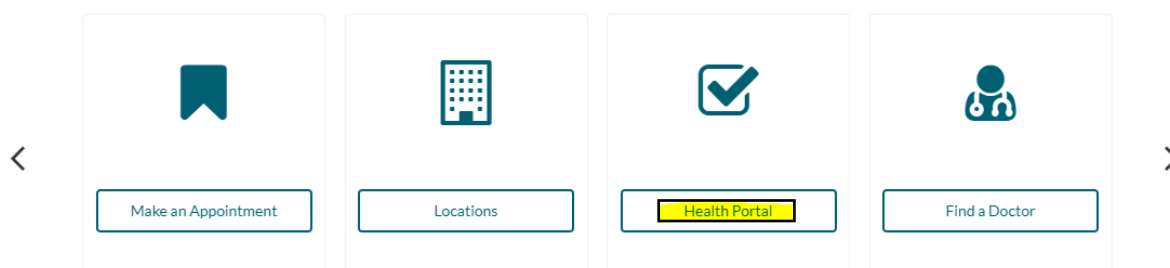 Make an Appointment
Locations
Health Portal
Find a Doctor